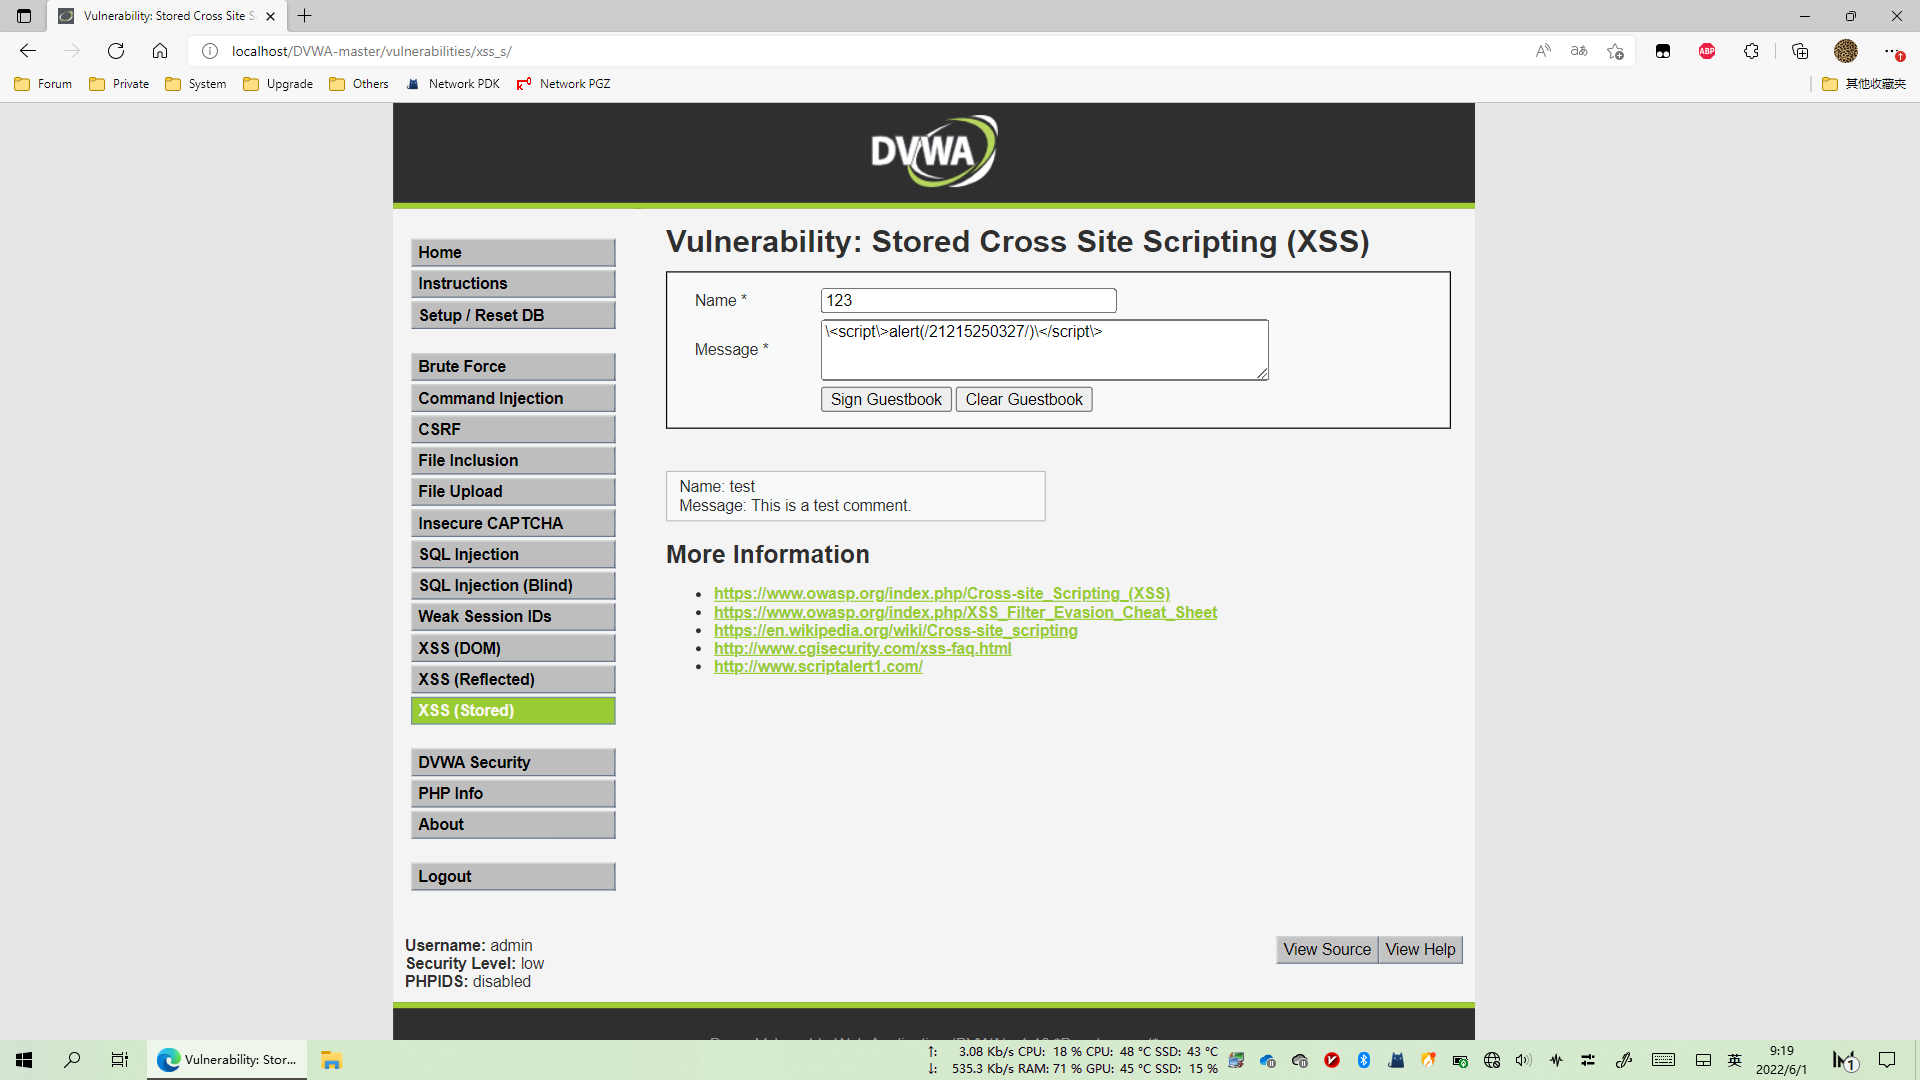 Vulnerability: Stored Cross Site S
localhost/DVWA-master/vulnerabilities/xss_s/
aあ
ABP
Forum
Private
System
Upgrade
Others
Network PDK
Network PGZ
其他收藏夹
DVWA
Home
Instructions
Setup / Reset DB
Brute Force
Command Injection
CSRF
File Inclusion
File Upload
Insecure CAPTCHA
SQL Injection
SQL Injection (Blind)
Weak Session IDs
XSS (DOM)
XSS (Reflected)
XSS (Stored)
DVWA Security
PHP Info
About
Logout
Vulnerability: Stored Cross Site Scripting (XSS)
Name * 123
Message * \<script\>alert(/21215250327/)\</script\>
Sign Guestbook Clear Guestbook
Name: test
Message: This is a test comment.
More Information
https://www.owasp.org/index.php/Cross-site_Scripting_(XSS)
https://www.owasp.org/index.php/XSS_Filter_Evasion_Cheat_Sheet
https://en.wikipedia.org/wiki/Cross-site_scripting
http://www.cgisecurity.com/xss-faq.html
http://www.scriptalert1.com/
Username: admin
Security Level: low
PHPIDS: disabled
View Source View Help
Vulnerability: Stor...
↑: 3.08 Kb/s CPU: 18 % CPU: 48 °C SSD: 43 °C
↓: 535.3 Kb/s RAM: 71 % GPU: 45 °C SSD: 15 %
英
9:19
2022/6/1
1